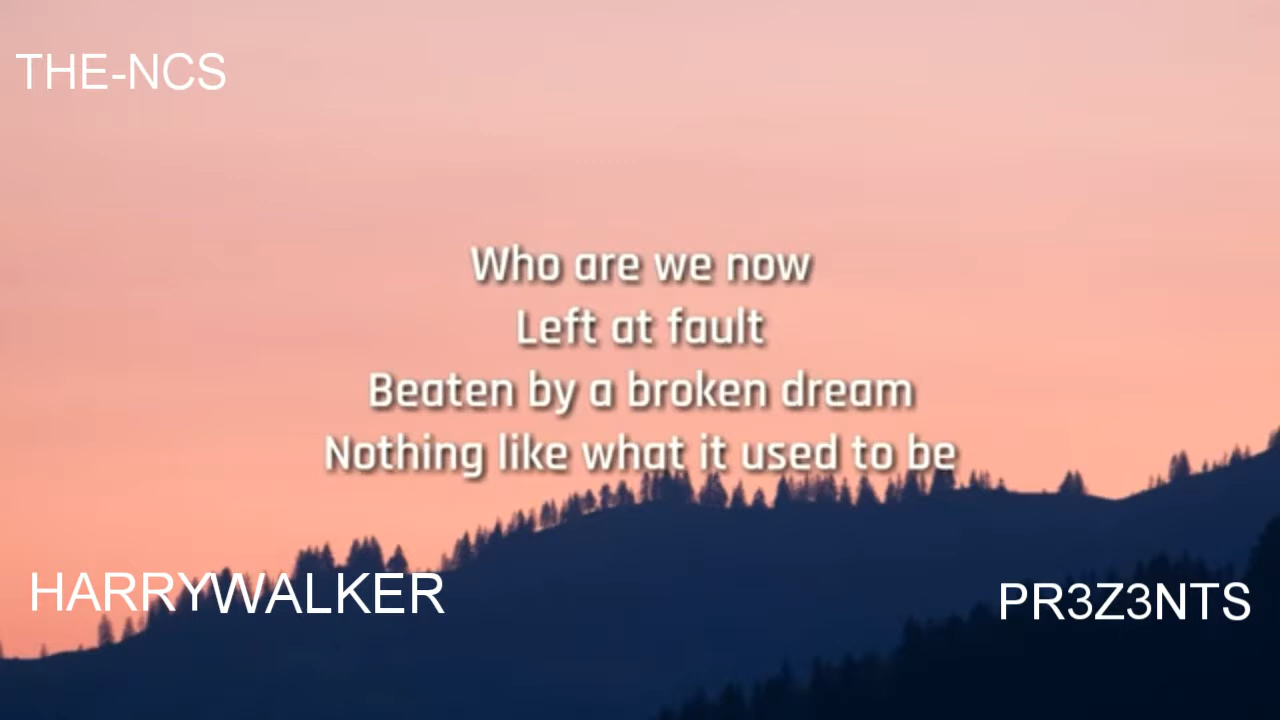 THE-NCS
Who are we now
Left at fault
Beaten by a broken dream
Nothing like what it used to be
HARRYWALKER
PR3Z3NTS